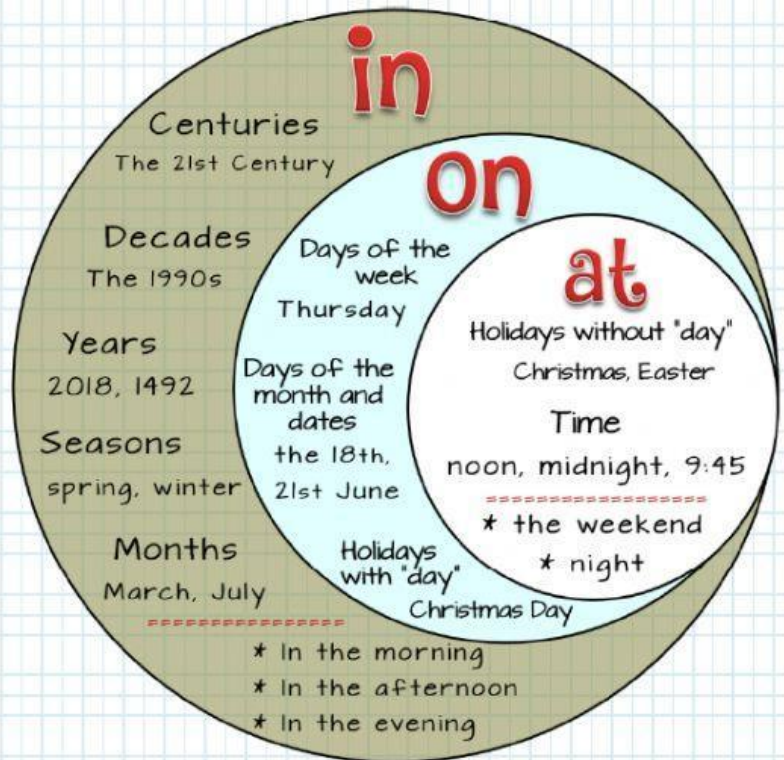 in
Centuries
The 21st Century
Decades
The 1990s
Years
2018, 1492
Seasons
spring, winter
Months
March, July
===============
* In the morning
* In the afternoon
* In the evening
on
Days of the
week
Thursday
Days of the
month and
dates
the 18th,
21st June
Holidays
with "day"
Christmas Day
at
Holidays without "day"
Christmas, Easter
Time
noon, midnight, 9:45
==================
* the weekend
* night